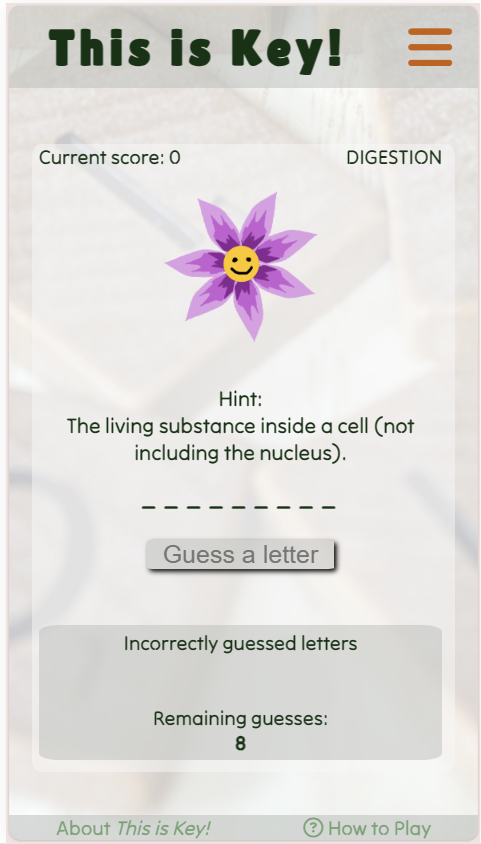 This is Key!
Current score: 0 DIGESTION
Hint:
The living substance inside a cell (not
including the nucleus).
_ _ _ _ _ _ _ _ _
Guess a letter
Incorrectly guessed letters
Remaining guesses:
8
About This is Key! ? How to Play